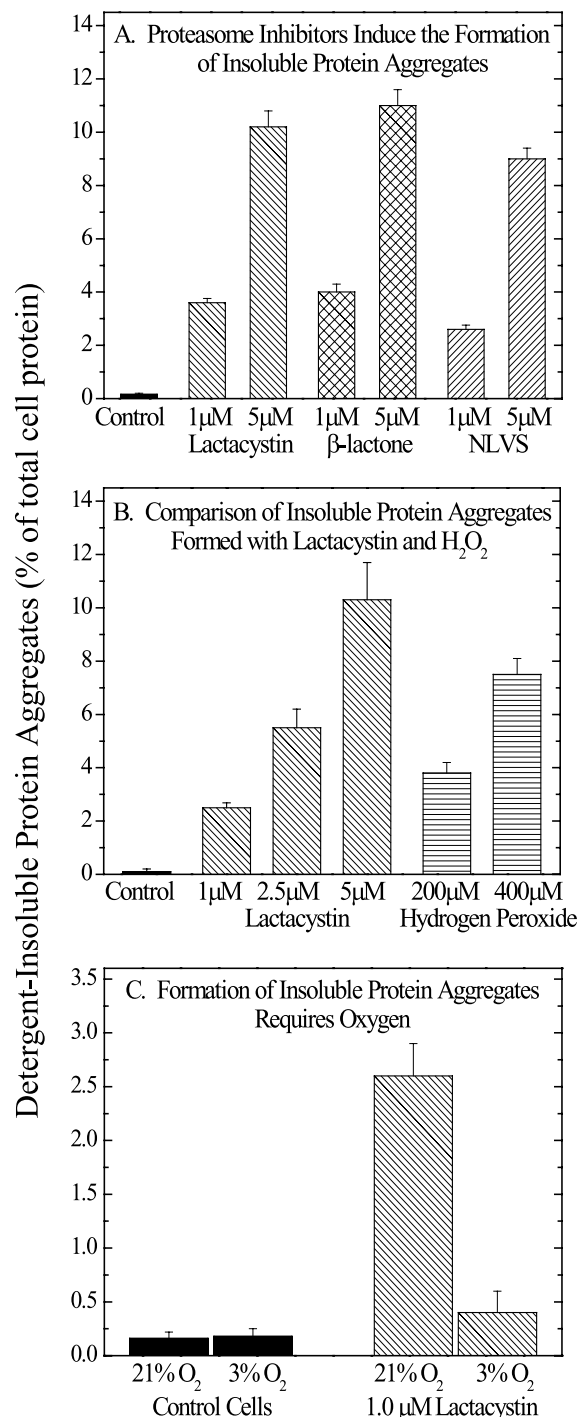 Detergent-Insoluble Protein Aggregates (% of total cell protein)
A. Proteasome Inhibitors Induce the Formation
of Insoluble Protein Aggregates
14
12
10
8
6
4
2
0
Control 1μM 5μM 1μM 5μM 1μM 5μM
Lactacystin β-lactone NLVS
B. Comparison of Insoluble Protein Aggregates
Formed with Lactacystin and H₂O₂
14
12
10
8
6
4
2
0
Control 1μM 2.5μM 5μM 200μM 400μM
Lactacystin Hydrogen Peroxide
C. Formation of Insoluble Protein Aggregates
Requires Oxygen
3.5
3.0
2.5
2.0
1.5
1.0
0.5
0.0
21% O₂ 3% O₂ 21% O₂ 3% O₂
Control Cells 1.0 μM Lactacystin